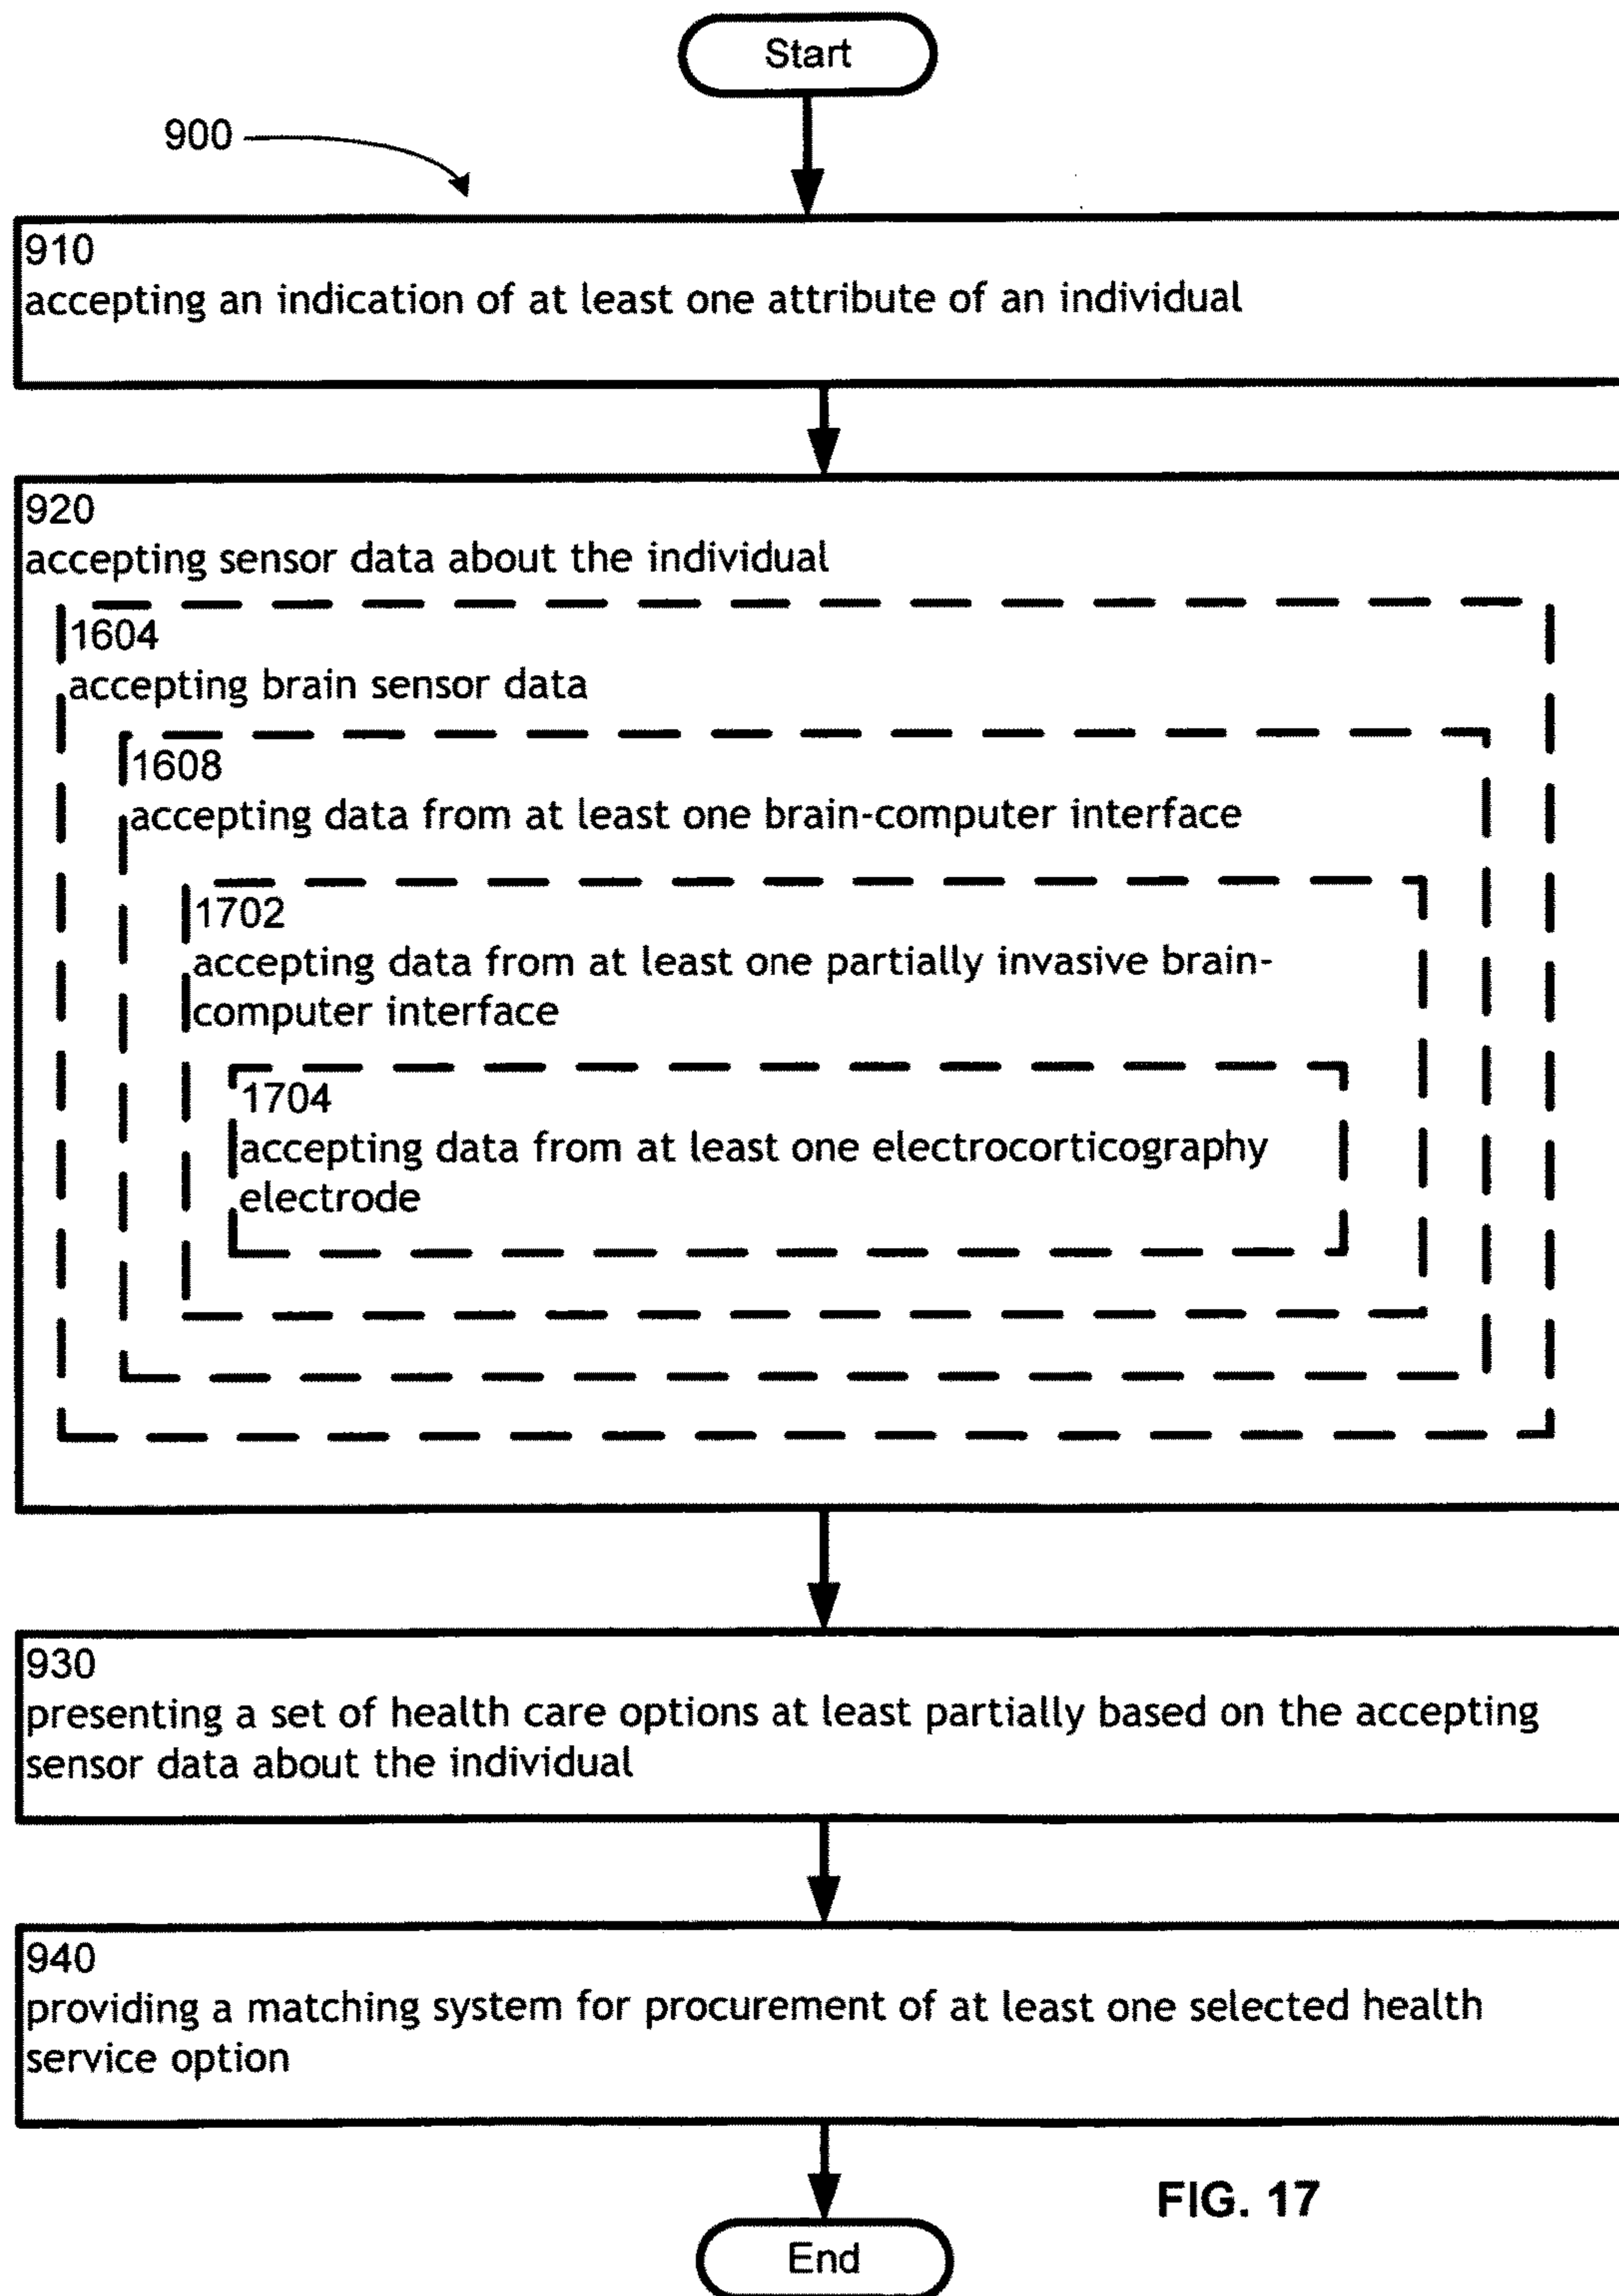 Start
900
910
accepting an indication of at least one attribute of an individual
920
accepting sensor data about the individual
1604
accepting brain sensor data
1608
accepting data from at least one brain-computer interface
1702
accepting data from at least one partially invasive brain-
computer interface
1704
accepting data from at least one electrocorticography
electrode
930
presenting a set of health care options at least partially based on the accepting
sensor data about the individual
940
providing a matching system for procurement of at least one selected health
service option
FIG. 17
End